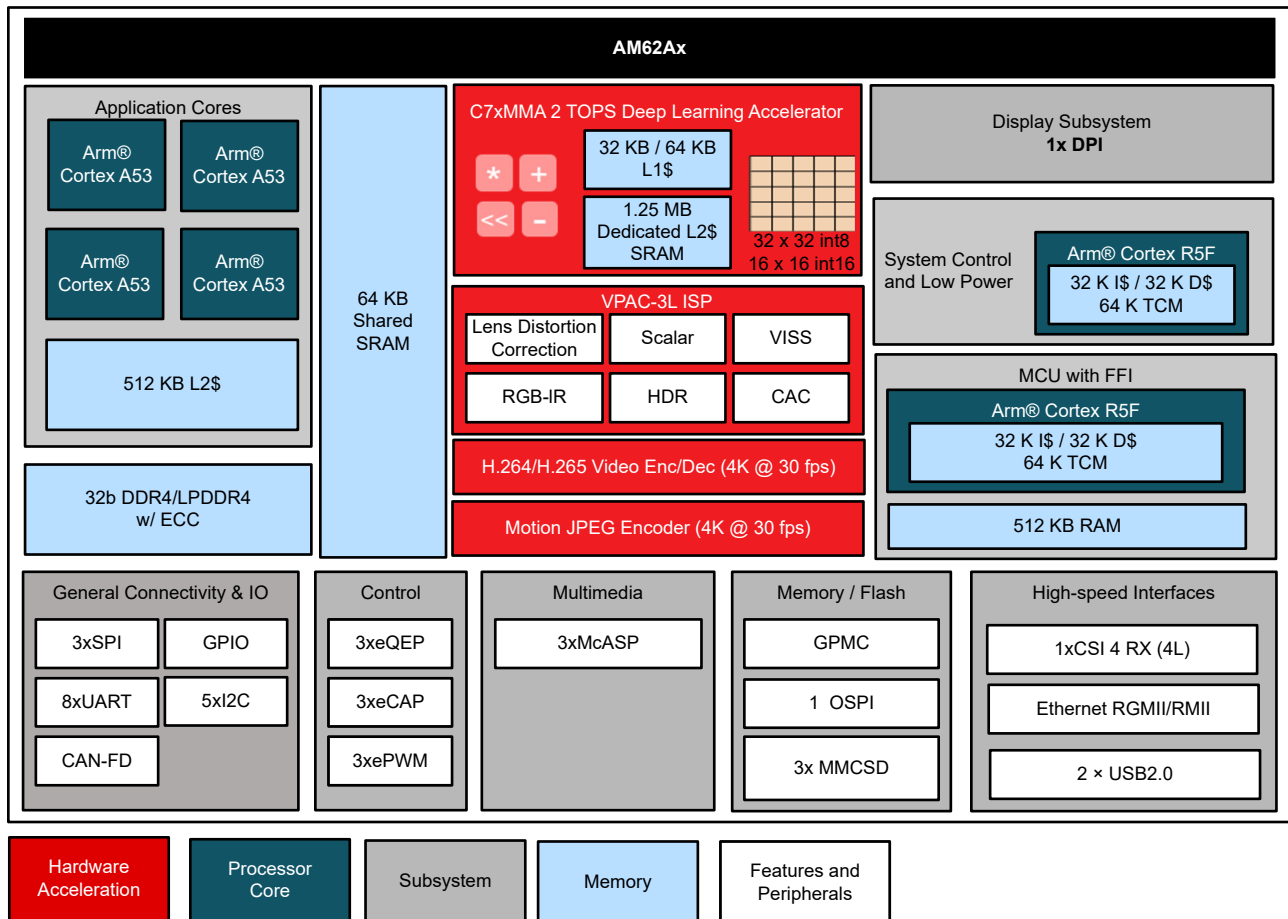 AM62Ax
Application Cores
Arm®
Cortex A53
Arm®
Cortex A53
Arm®
Cortex A53
Arm®
Cortex A53
512 KB L2$
32b DDR4/LPDDR4
w/ ECC
64 KB
Shared
SRAM
C7xMMA 2 TOPS Deep Learning Accelerator
*
+
<<
-
32 KB / 64 KB
L1$
1.25 MB
Dedicated L2$
SRAM
32 x 32 int8
16 x 16 int16
VPAC-3L ISP
Lens Distortion
Correction
Scalar
VISS
RGB-IR
HDR
CAC
H.264/H.265 Video Enc/Dec (4K @ 30 fps)
Motion JPEG Encoder (4K @ 30 fps)
Display Subsystem
1x DPI
System Control
and Low Power
Arm® Cortex R5F
32 K I$ / 32 K D$
64 K TCM
MCU with FFI
Arm® Cortex R5F
32 K I$ / 32 K D$
64 K TCM
512 KB RAM
General Connectivity & IO
3xSPI
GPIO
8xUART
5xI2C
CAN-FD
Control
3xeQEP
3xeCAP
3xePWM
Multimedia
3xMcASP
Memory / Flash
GPMC
1 OSPI
3x MMCSD
High-speed Interfaces
1xCSI 4 RX (4L)
Ethernet RGMII/RMII
2 × USB2.0
Hardware
Acceleration
Processor
Core
Subsystem
Memory
Features and
Peripherals